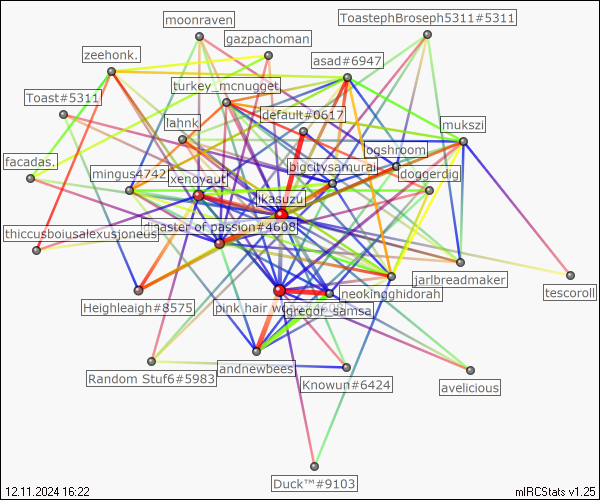 moonraven
ToastephBroseph5311#5311
gazpachoman
zeehonk.
asad#6947
turkey_mcnugget
Toast#5311
default#0617
lahnk
mukszi
ogshroom
facadas.
bigcitysamurai
mingus4742
doggerdig
xenoyaut
ikasuzu
disaster of passion#4608
thiccusboiusalexusjoneus
jarlbreadmaker
tescoroll
neokingghidorah
Heighleaigh#8575
pink hair
gregor_samsa
andnewbees
Random Stuf6#5983
Knowun#6424
avelicious
Duck™#9103
12.11.2024 16:22
mIRCStats v1.25